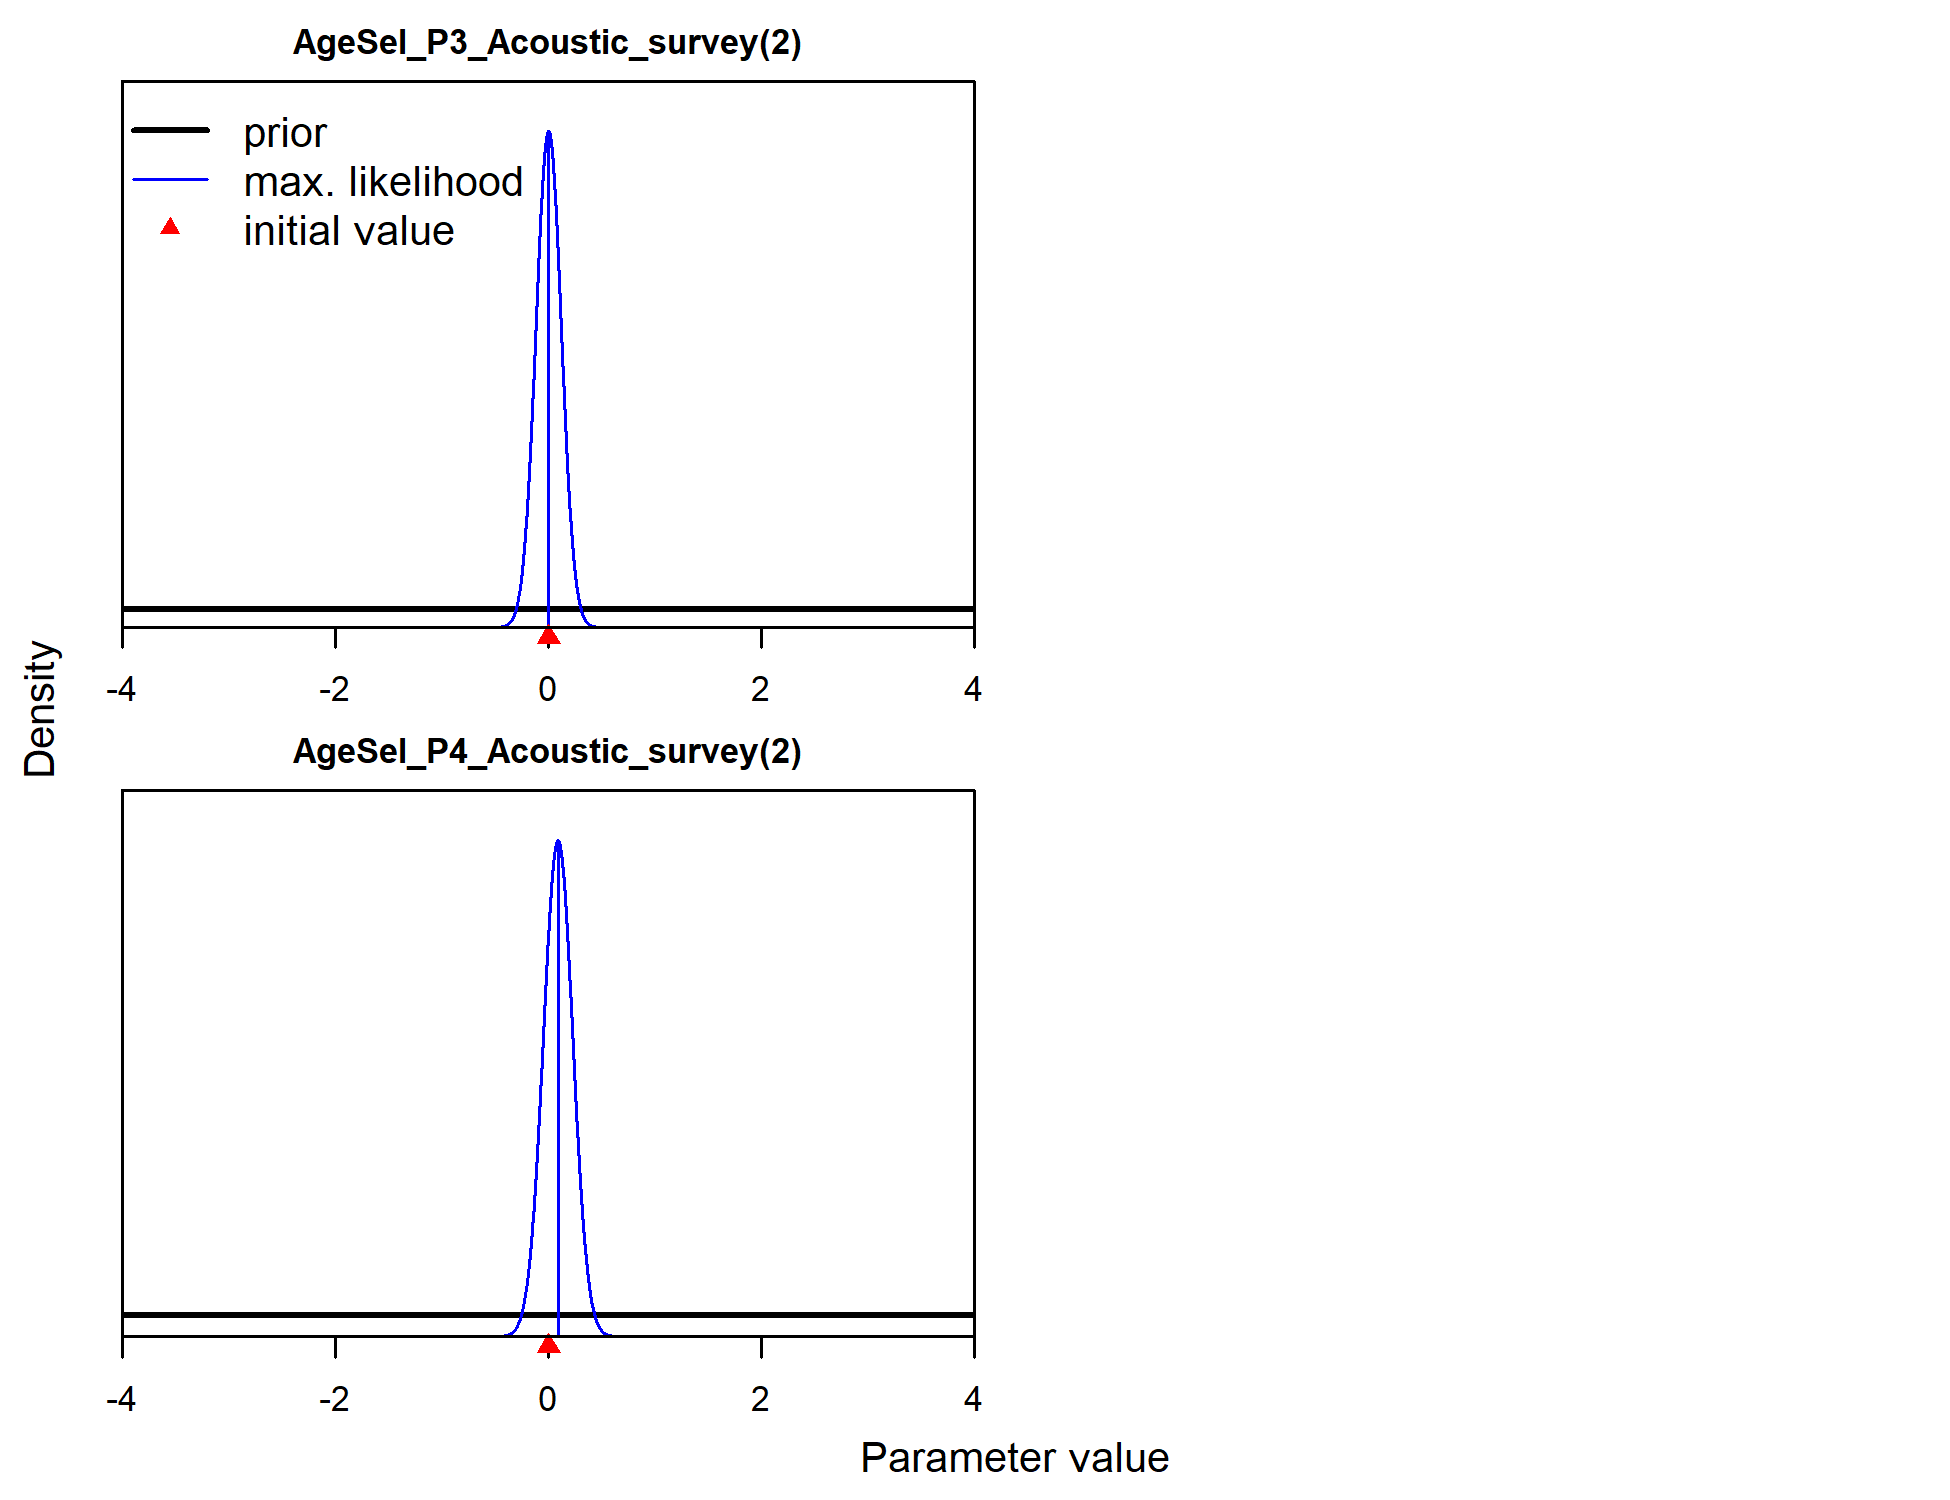 AgeSel_P3_Acoustic_survey(2)
prior
max. likelihood
initial value
-4 -2 0 2 4
Density
AgeSel_P4_Acoustic_survey(2)
-4 -2 0 2 4
Parameter value